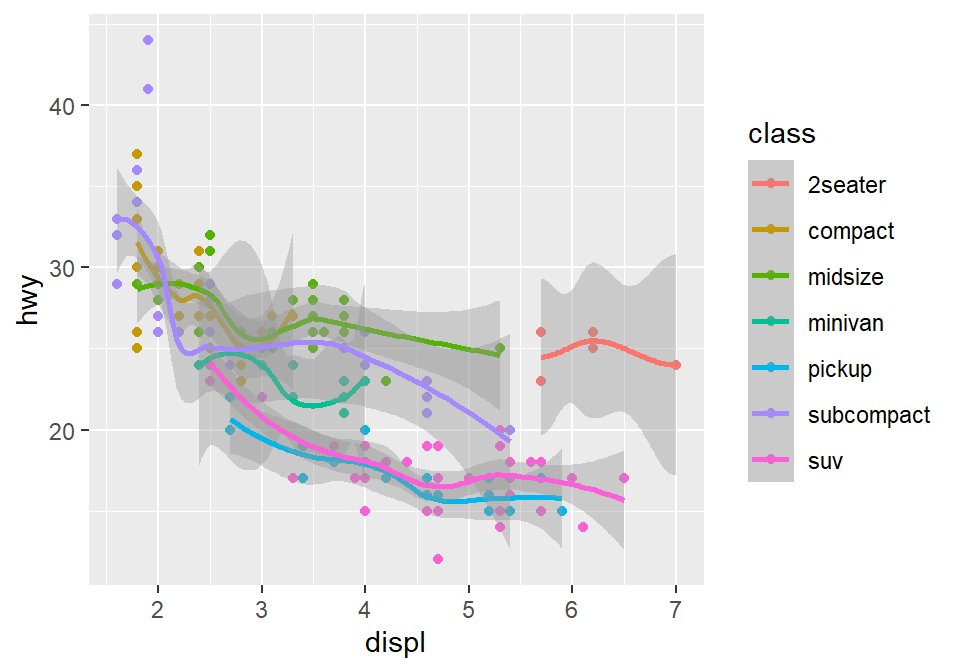 hwy
40
30
20
2
3
4
5
6
7
displ
class
2seater
compact
midsize
minivan
pickup
subcompact
suv